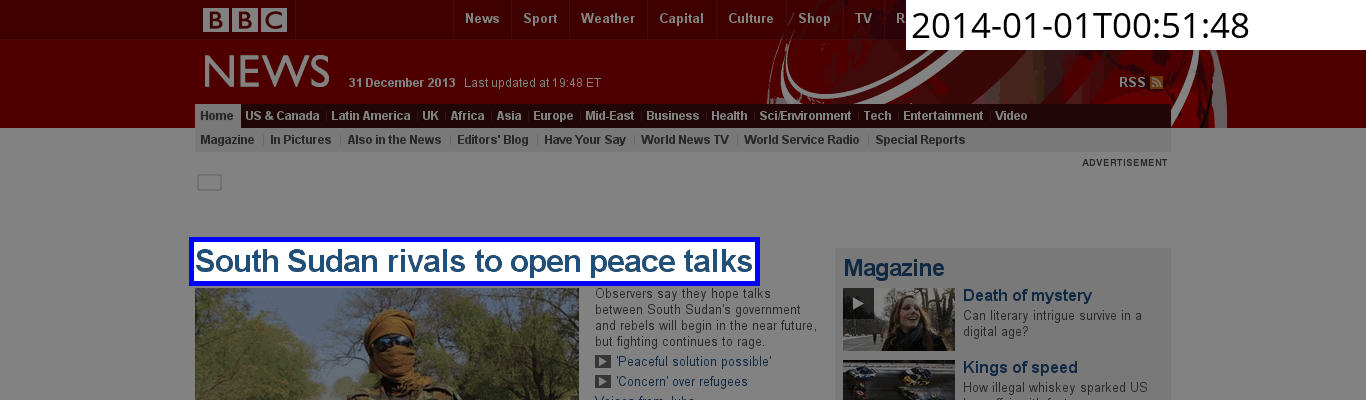 BBC
News Sport Weather Capital Culture Shop TV
2014-01-01T00:51:48
NEWS
31 December 2013 Last updated at 19:48 ET
RSS
Home US & Canada Latin America UK Africa Asia Europe Mid-East Business Health Sci/Environment Tech Entertainment Video
Magazine In Pictures Also in the News Editors' Blog Have Your Say World News TV World Service Radio Special Reports
ADVERTISEMENT
South Sudan rivals to open peace talks
Observers say they hope talks
between South Sudan's government
and rebels will begin in the near future,
but fighting continues to rage.
'Peaceful solution possible'
'Concern' over refugees
Magazine
Death of mystery
Can literary intrigue survive in a
digital age?
Kings of speed
How illegal whiskey sparked US